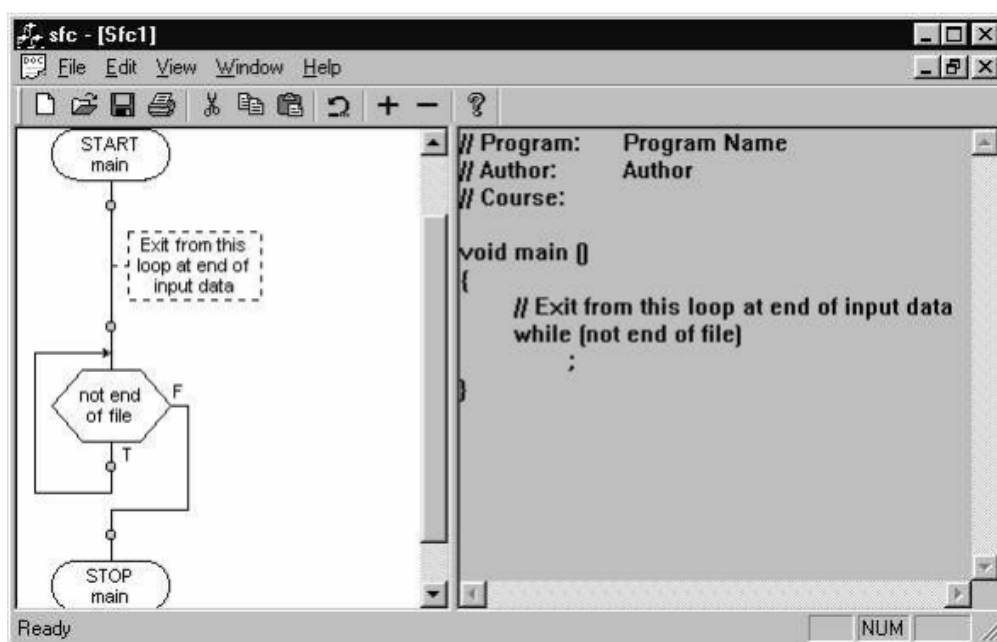 sfc - [Sfc1]
File Edit View Window Help
START
main
Exit from this
loop at end of
input data
not end
of file
F
T
STOP
main
// Program: Program Name
// Author: Author
// Course:
void main ()
{
// Exit from this loop at end of input data
while (not end of file)
;
}
Ready
NUM